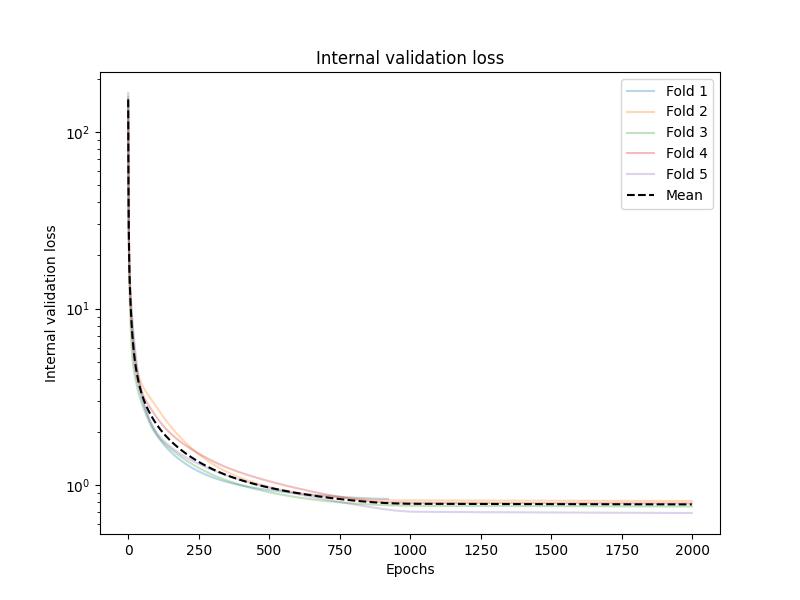 Internal validation loss
Internal validation loss
10²
10¹
10⁰
0 250 500 750 1000 1250 1500 1750 2000
Epochs
Fold 1
Fold 2
Fold 3
Fold 4
Fold 5
Mean